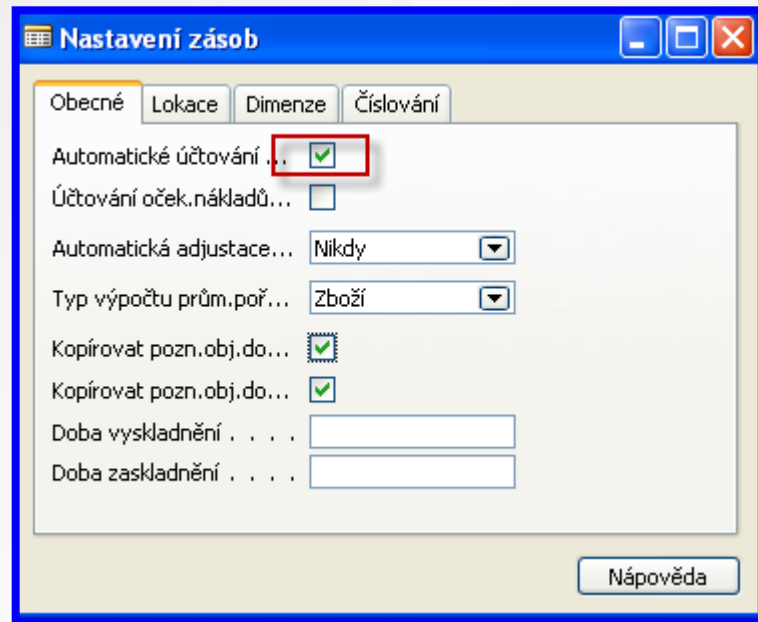 Nastavení zásob
Obecné Lokace Dimenze Číslování
Automatické účtování ...
Účtování oček.nákladů...
Automatická adjustace... Nikdy
Typ výpočtu prům.poř... Zboží
Kopírovat pozn.obj.do...
Kopírovat pozn.obj.do...
Doba vyskladnění . . . .
Doba zaskladnění . . . .
Nápověda